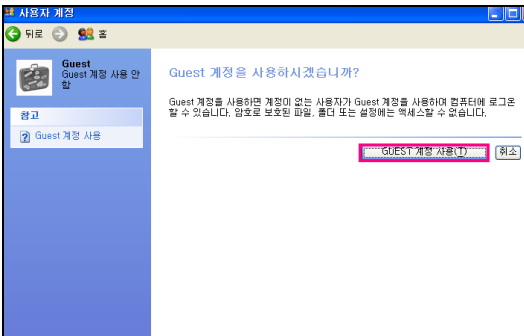 사용자 계정
뒤로 홈
Guest
Guest 계정 사용 안
함
참고
Guest 계정 사용
Guest 계정을 사용하시겠습니까?
Guest 계정을 사용하면 계정이 없는 사용자가 Guest 계정을 사용하여 컴퓨터에 로그온
할 수 있습니다. 암호로 보호된 파일, 폴더 또는 설정에는 액세스할 수 없습니다.
GUEST 계정 사용(T) 취소